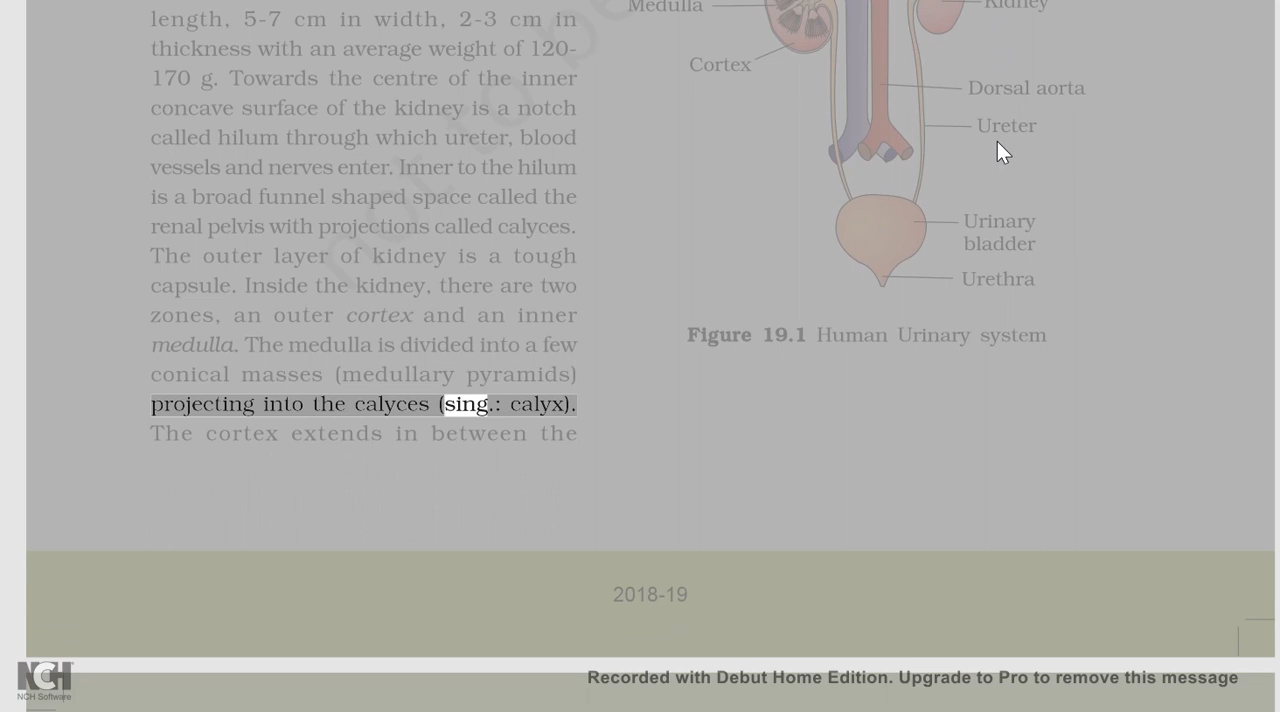 length, 5-7 cm in width, 2-3 cm in
thickness with an average weight of 120-
170 g. Towards the centre of the inner
concave surface of the kidney is a notch
called hilum through which ureter, blood
vessels and nerves enter. Inner to the hilum
is a broad funnel shaped space called the
renal pelvis with projections called calyces.
The outer layer of kidney is a tough
capsule. Inside the kidney, there are two
zones, an outer cortex and an inner
medulla. The medulla is divided into a few
conical masses (medullary pyramids)
projecting into the calyces (sing.: calyx).
The cortex extends in between the
Medulla
Kidney
Cortex
Dorsal aorta
Ureter
Urinary
bladder
Urethra
Figure 19.1 Human Urinary system
not to be
2018-19
NCH
NCH Software
Recorded with Debut Home Edition. Upgrade to Pro to remove this message